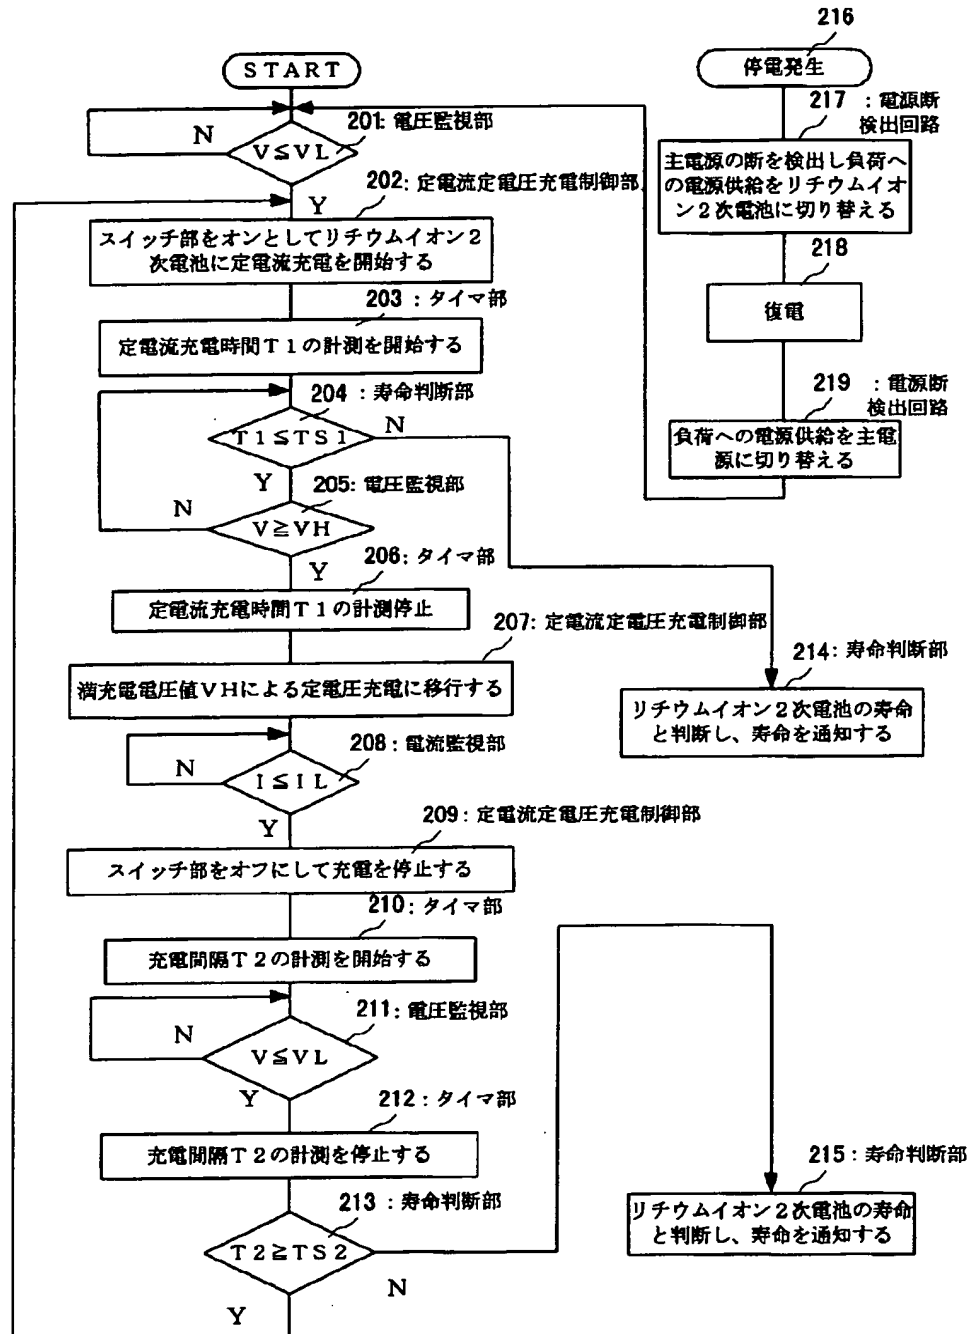 START
N
201: 電圧監視部
V≦VL
Y
202: 定電流定電圧充電制御部
スイッチ部をオンとしてリチウムイオン2
次電池に定電流充電を開始する
203 : タイマ部
定電流充電時間T1の計測を開始する
204 : 寿命判断部
T1≦TS1
N
Y
205: 電圧監視部
N
V≧VH
Y
206: タイマ部
定電流充電時間T1の計測停止
207: 定電流定電圧充電制御部
満充電電圧値VHによる定電圧充電に移行する
208 : 電流監視部
N
I≦IL
Y
209 : 定電流定電圧充電制御部
スイッチ部をオフにして充電を停止する
210 : タイマ部
充電間隔T2の計測を開始する
211 : 電圧監視部
N
V≦VL
Y
212 : タイマ部
充電間隔T2の計測を停止する
213 : 寿命判断部
T2≧TS2
N
Y
216
停電発生
217 : 電源断
検出回路
主電源の断を検出し負荷へ
の電源供給をリチウムイオ
ン2次電池に切り替える
218
復電
219 : 電源断
検出回路
負荷への電源供給を主電
源に切り替える
214 : 寿命判断部
リチウムイオン2次電池の寿命
と判断し、寿命を通知する
215 : 寿命判断部
リチウムイオン2次電池の寿命
と判断し、寿命を通知する